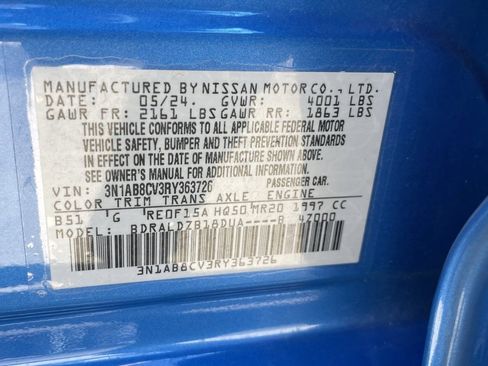 MANUFACTURED BY NISSAN MOTOR CO., LTD.
DATE: 05/24. GVWR: 4001 LBS
GAWR FR: 2161 LBS GAWR RR: 1863 LBS
THIS VEHICLE CONFORMS TO ALL APPLICABLE FEDERAL MOTOR
VEHICLE SAFETY, BUMPER, AND THEFT PREVENTION STANDARDS
IN EFFECT ON THE DATE OF MANUFACTURE SHOWN ABOVE.
SEE OWNER'S MANUAL FOR ADDITIONAL INFORMATION.
VIN: 3N1AB8CV3RY363726 PASSENGER CAR.
COLOR TRIM TRANS AXLE ENGINE
B51 G RE0F15A HQ50 MR20 1997 CC
MODEL: BDRALDZB18DUA----B 47000
3N1AB8CV3RY363726